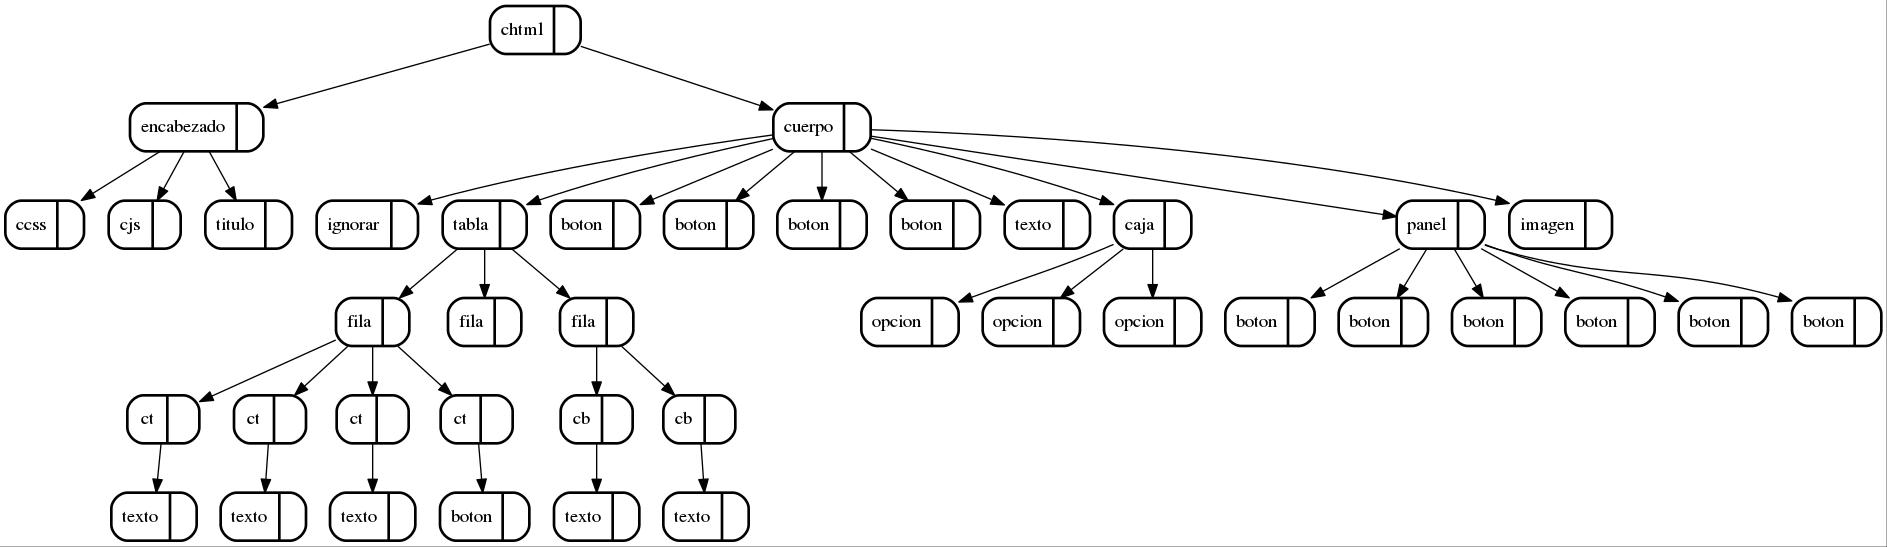 chtml
encabezado
cuerpo
ccss
cjs
titulo
ignorar
tabla
boton
boton
boton
boton
texto
caja
panel
imagen
fila
fila
fila
opcion
opcion
opcion
boton
boton
boton
boton
boton
boton
ct
ct
ct
ct
cb
cb
texto
texto
texto
boton
texto
texto